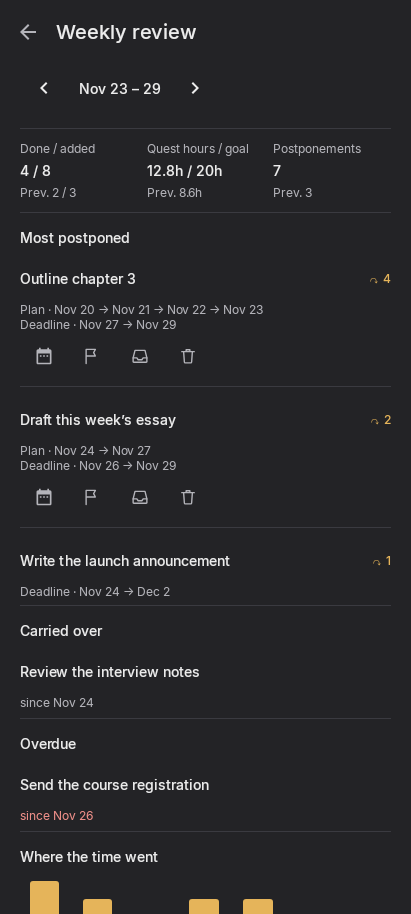 Weekly review
Nov 23 – 29
Done / added
Quest hours / goal
Postponements
4 / 8
12.8h / 20h
7
Prev. 2 / 3
Prev. 8.6h
Prev. 3
Most postponed
Outline chapter 3
4
Plan · Nov 20 → Nov 21 → Nov 22 → Nov 23
Deadline · Nov 27 → Nov 29
Draft this week’s essay
2
Plan · Nov 24 → Nov 27
Deadline · Nov 26 → Nov 29
Write the launch announcement
1
Deadline · Nov 24 → Dec 2
Carried over
Review the interview notes
since Nov 24
Overdue
Send the course registration
since Nov 26
Where the time went